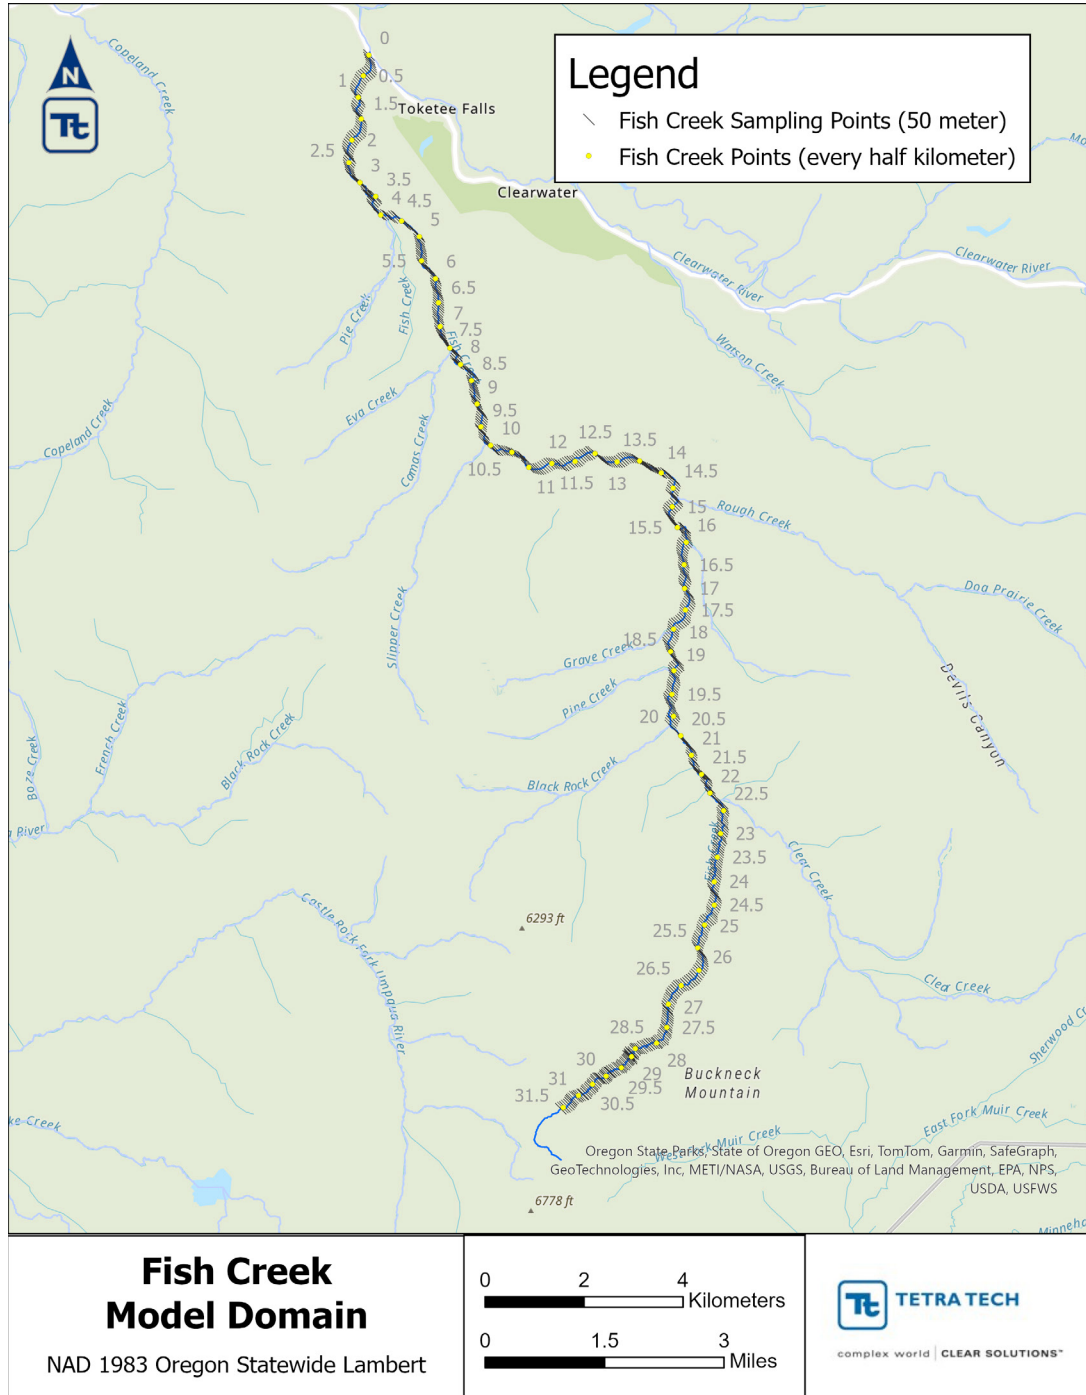 Copeland Creek
0
N
Tt
Legend
Fish Creek Sampling Points (50 meter)
Fish Creek Points (every half kilometer)
0.5
1
1.5
Toketee Falls
2
2.5
3
Clearwater
3.5
4
4.5
5
5.5
6
Clearwater River
Clearwater River
6.5
Fish Creek
Pie Creek
7
7.5
8
Fish Creek
8.5
Watson Creek
9
Eva Creek
9.5
10
Copeland Creek
Camas Creek
10.5
11
12
11.5
12.5
13
13.5
14
14.5
15
Rough Creek
15.5
16
16.5
17
Dog Prairie Creek
17.5
Slipper Creek
18
18.5
Grave Creek
19
Devils Canyon
Pine Creek
19.5
20
20.5
French Creek
Black Rock Creek
Boze Creek
21
21.5
Black Rock Creek
22
22.5
River
23
Fish Creek
23.5
Clear Creek
24
24.5
6293 ft
25
25.5
Castle Rock Fork Umpqua River
26
26.5
Clear Creek
27
27.5
Sherwood
28
28.5
Buckneck
Mountain
29
29.5
30
30.5
31
31.5
East Fork Muir Creek
West Fork Muir Creek
Creek
Oregon State Parks, State of Oregon GEO, Esri, TomTom, Garmin, SafeGraph,
GeoTechnologies, Inc, METI/NASA, USGS, Bureau of Land Management, EPA, NPS,
USDA, USFWS
6778 ft
Minneha
Fish Creek
Model Domain
NAD 1983 Oregon Statewide Lambert
0 2 4
Kilometers
0 1.5 3
Miles
Tt TETRA TECH
complex world | CLEAR SOLUTIONS™